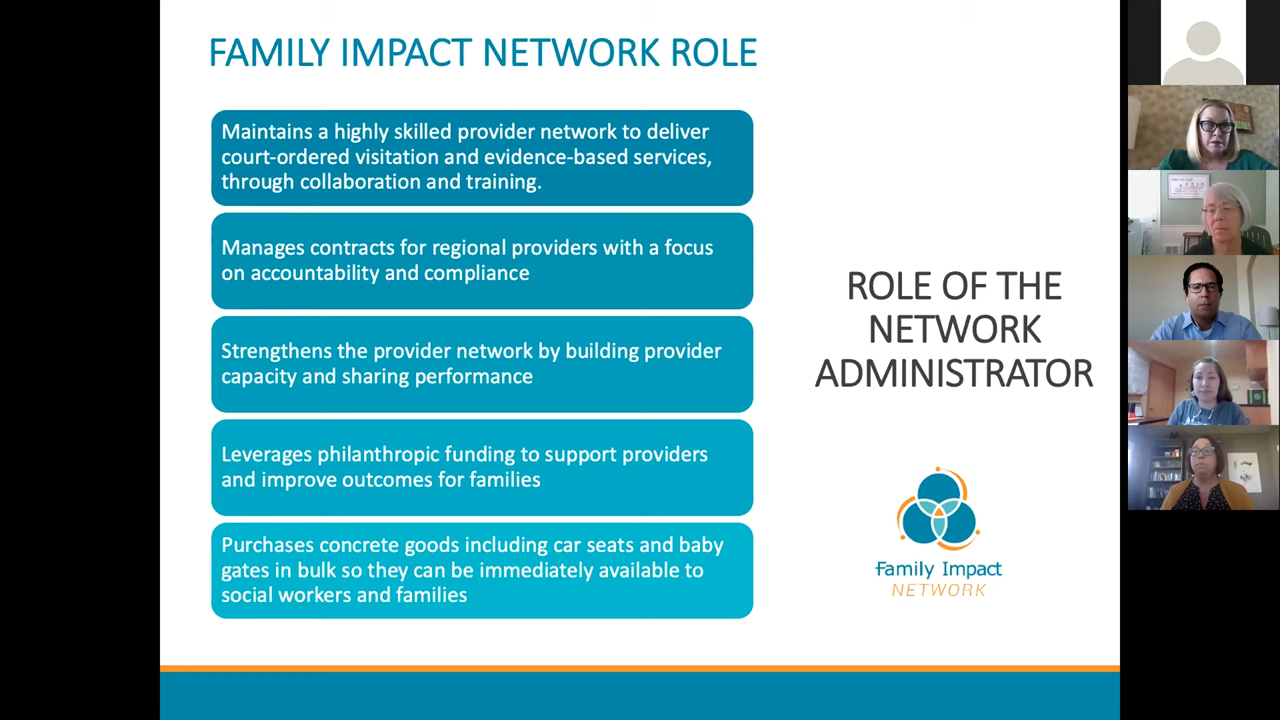 FAMILY IMPACT NETWORK ROLE
Maintains a highly skilled provider network to deliver
court-ordered visitation and evidence-based services,
through collaboration and training.
Manages contracts for regional providers with a focus
on accountability and compliance
Strengthens the provider network by building provider
capacity and sharing performance
Leverages philanthropic funding to support providers
and improve outcomes for families
Purchases concrete goods including car seats and baby
gates in bulk so they can be immediately available to
social workers and families
ROLE OF THE
NETWORK
ADMINISTRATOR
Family Impact
NETWORK